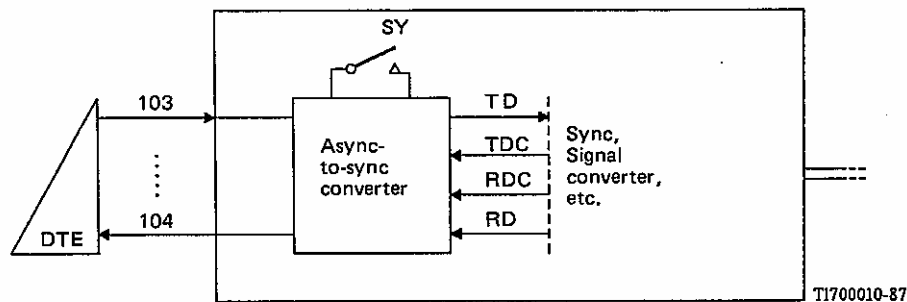 SY
103
TD
Async-
to-sync
converter
TDC
RDC
Sync,
Signal
converter,
etc.
104
RD
DTE
T1700010-87